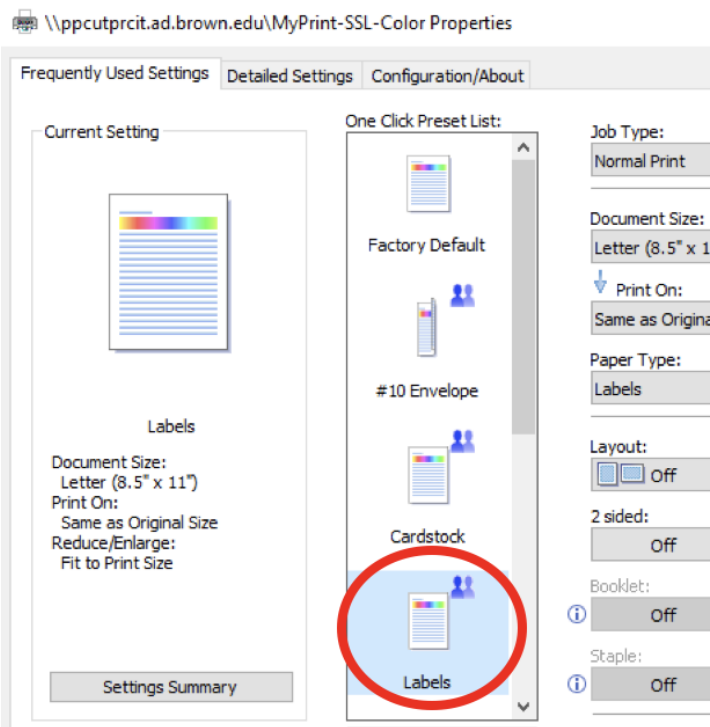 \\ppcutprcit.ad.brown.edu\MyPrint-SSL-Color Properties
Frequently Used Settings
Detailed Settings
Configuration/About
Current Setting
Labels
Document Size:
Letter (8.5" x 11")
Print On:
Same as Original Size
Reduce/Enlarge:
Fit to Print Size
Settings Summary
One Click Preset List:
Factory Default
#10 Envelope
Cardstock
Labels
Job Type:
Normal Print
Document Size:
Letter (8.5" x 1
Print On:
Same as Origina
Paper Type:
Labels
Layout:
Off
2 sided:
Off
Booklet:
Off
Staple:
Off